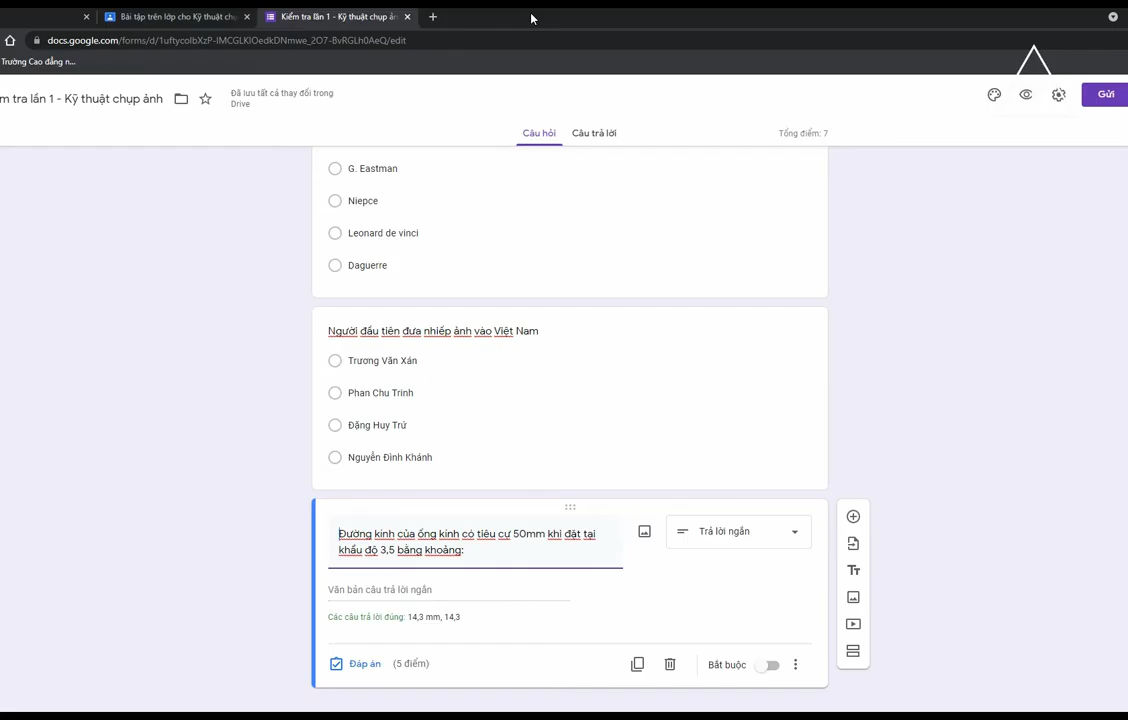 Bài tập trên lớp cho Kỹ thuật chụ
Kiểm tra lần 1 - Kỹ thuật chụp ản
docs.google.com/forms/d/1uftycolbXzP-IMCGLKIOedkDNmwe_2O7-BvRGLh0AeQ/edit
Trường Cao đẳng n...
m tra lần 1 - Kỹ thuật chụp ảnh
Đã lưu tất cả thay đổi trong
Drive
Gửi
Câu hỏi
Câu trả lời
Tổng điểm: 7
G. Eastman
Niepce
Leonard de vinci
Daguerre
Người đầu tiên đưa nhiếp ảnh vào Việt Nam
Trương Văn Xán
Phan Chu Trinh
Đặng Huy Trứ
Nguyễn Đình Khánh
Đường kính của ống kính có tiêu cự 50mm khi đặt tại
khẩu độ 3,5 bằng khoảng:
Trả lời ngắn
Văn bản câu trả lời ngắn
Các câu trả lời đúng: 14,3 mm, 14,3
Đáp án
(5 điểm)
Bắt buộc